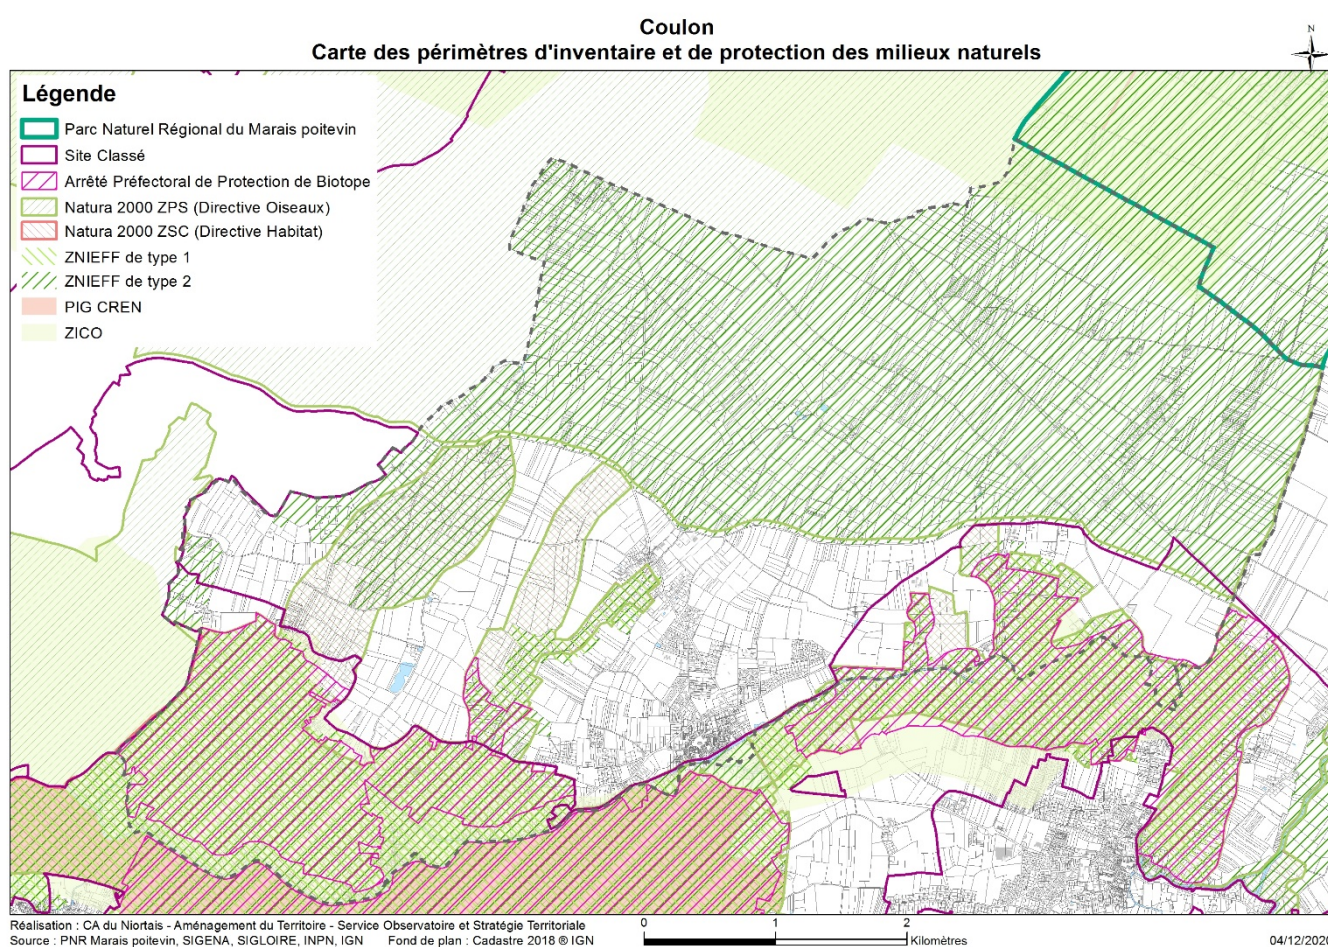 Coulon
Carte des périmètres d'inventaire et de protection des milieux naturels
N
Légende
Parc Naturel Régional du Marais poitevin
Site Classé
Arrêté Préfectoral de Protection de Biotope
Natura 2000 ZPS (Directive Oiseaux)
Natura 2000 ZSC (Directive Habitat)
ZNIEFF de type 1
ZNIEFF de type 2
PIG CREN
ZICO
Réalisation : CA du Niortais - Aménagement du Territoire - Service Observatoire et Stratégie Territoriale
Source : PNR Marais poitevin, SIGENA, SIGLOIRE, INPN, IGN Fond de plan : Cadastre 2018 ® IGN
0 1 2
Kilomètres
04/12/2020